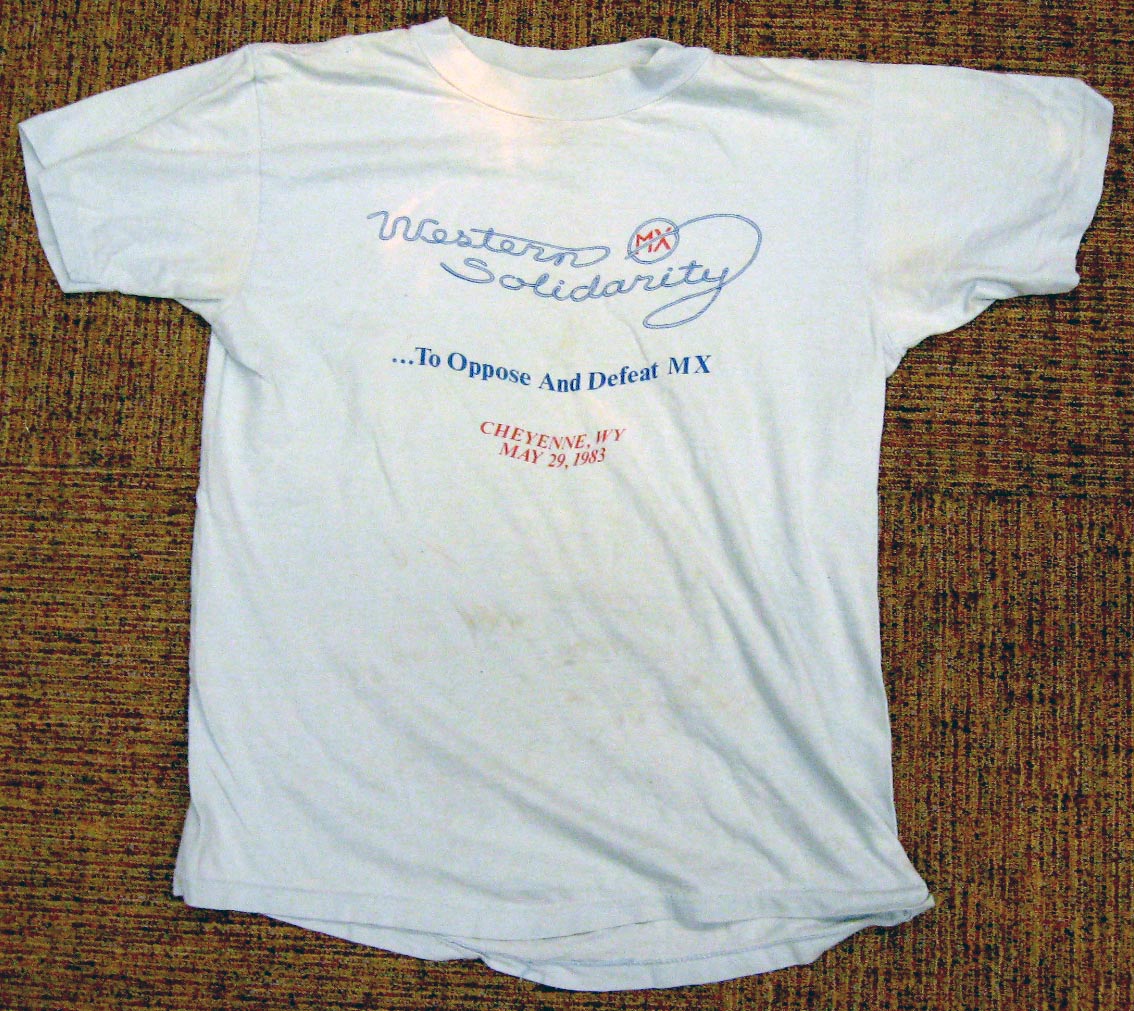 Western MX
Solidarity
...To Oppose And Defeat MX
CHEYENNE, WY
MAY 29, 1983